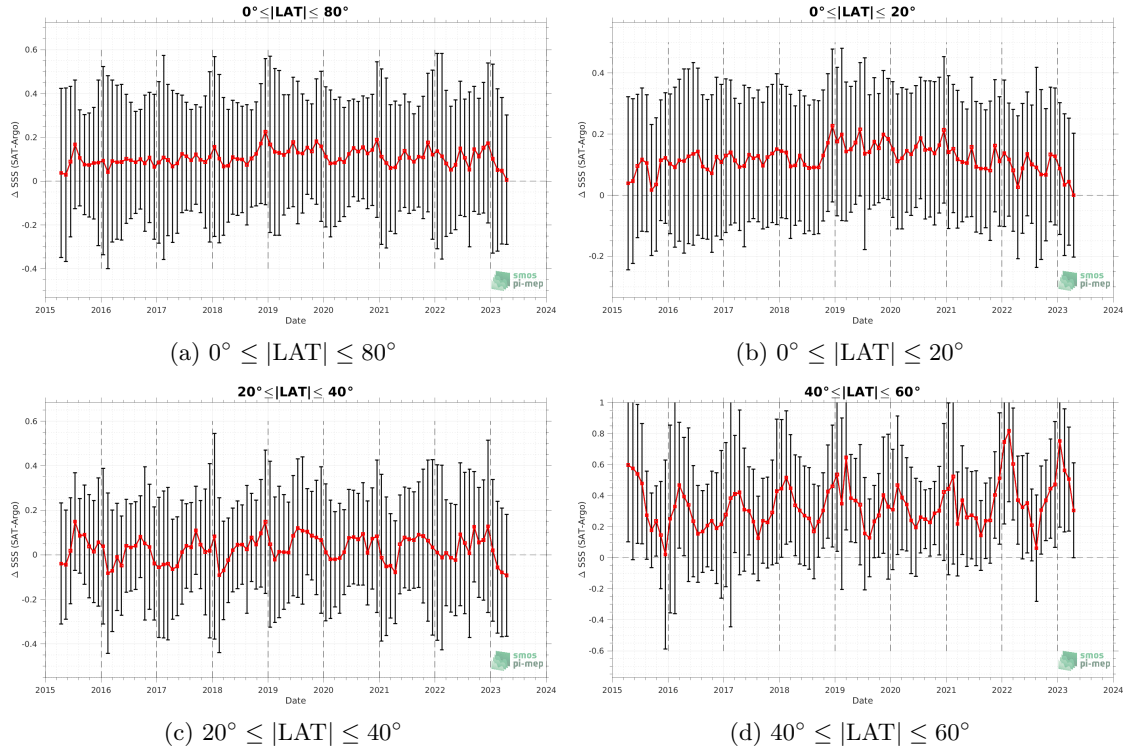 0°≤|LAT|≤ 80°
Δ SSS (SAT-Argo)
0.6
0.4
0.2
0
-0.2
-0.4
2015 2016 2017 2018 2019 2020 2021 2022 2023 2024
Date
smos
pi-mep
(a) 0° ≤ |LAT| ≤ 80°
0°≤|LAT|≤ 20°
Δ SSS (SAT-Argo)
0.4
0.2
0
-0.2
2015 2016 2017 2018 2019 2020 2021 2022 2023 2024
Date
smos
pi-mep
(b) 0° ≤ |LAT| ≤ 20°
20°≤|LAT|≤ 40°
Δ SSS (SAT-Argo)
0.6
0.4
0.2
0
-0.2
-0.4
2015 2016 2017 2018 2019 2020 2021 2022 2023 2024
Date
smos
pi-mep
(c) 20° ≤ |LAT| ≤ 40°
40°≤|LAT|≤ 60°
Δ SSS (SAT-Argo)
1
0.8
0.6
0.4
0.2
0
-0.2
-0.4
-0.6
2015 2016 2017 2018 2019 2020 2021 2022 2023 2024
Date
smos
pi-mep
(d) 40° ≤ |LAT| ≤ 60°